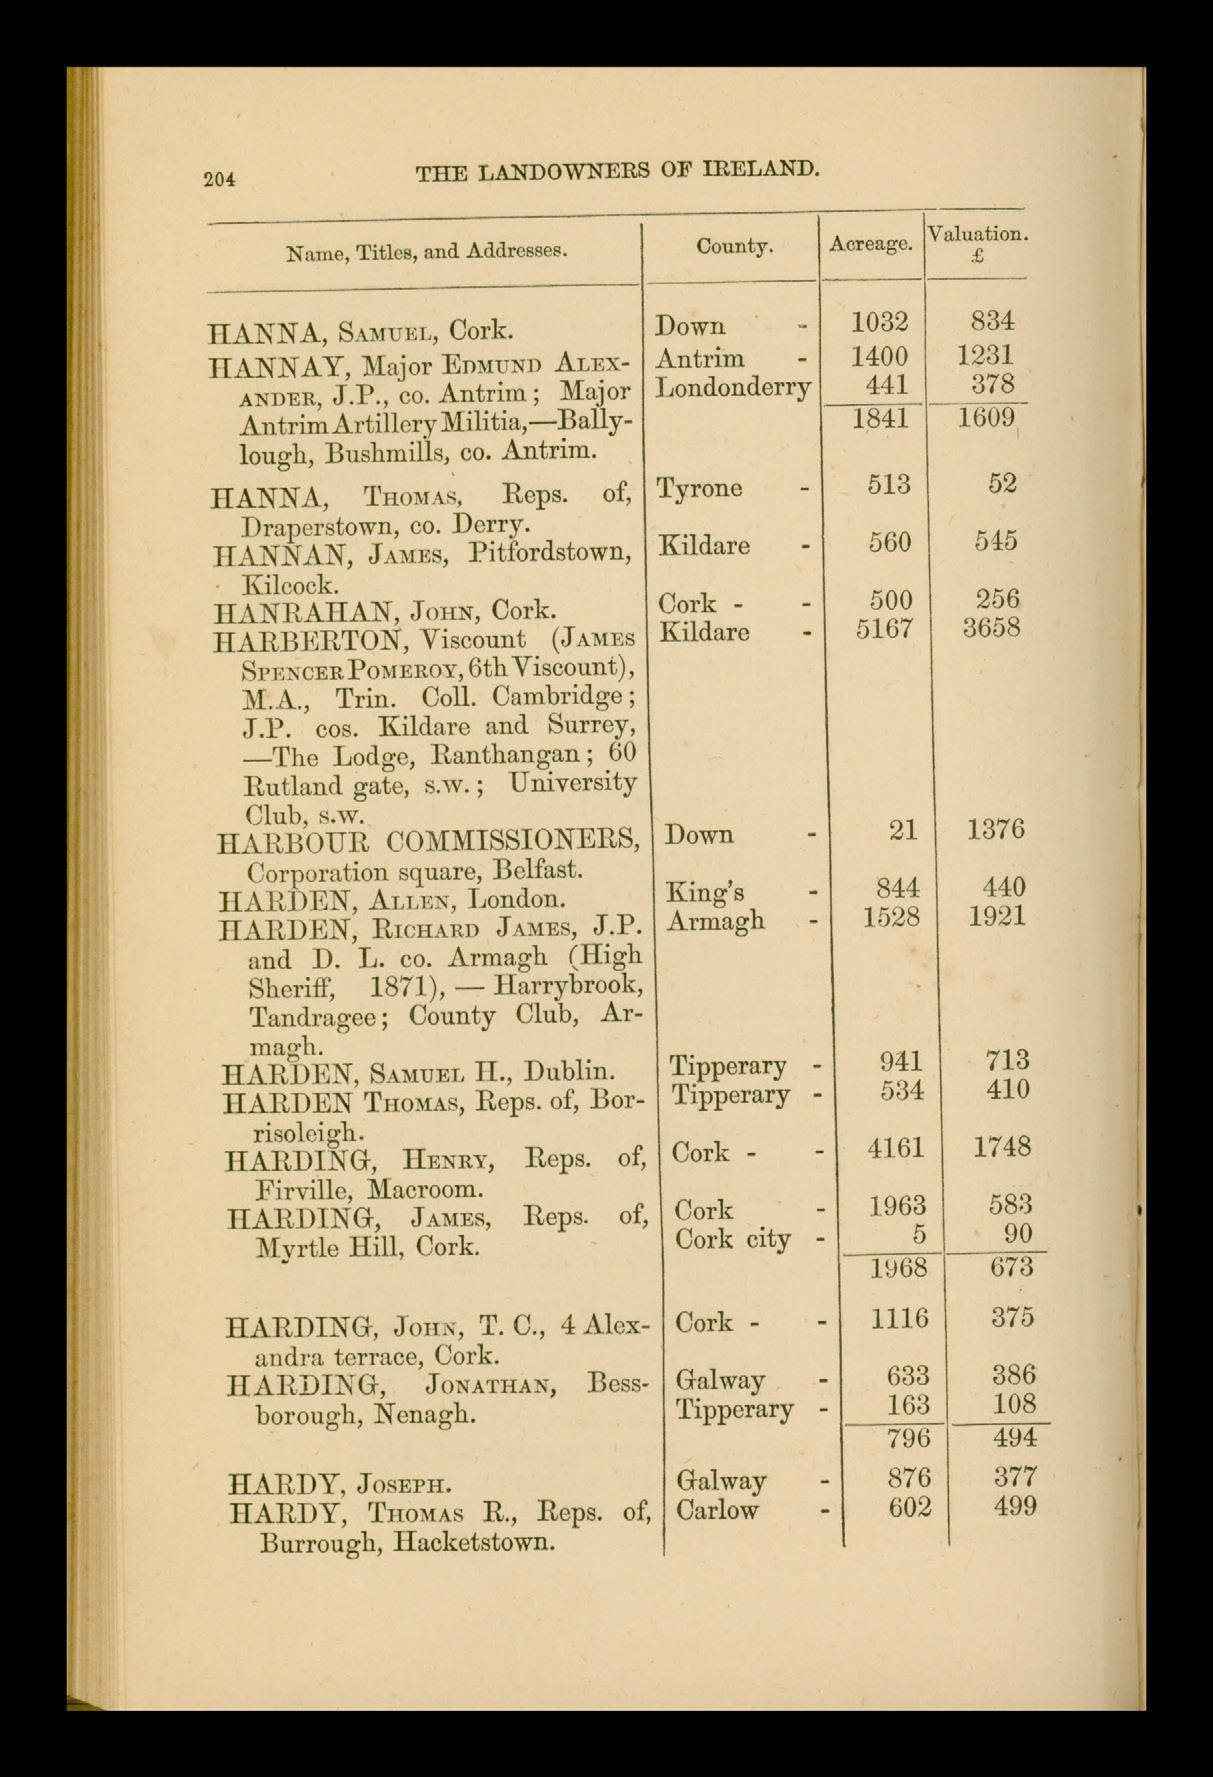 204 THE LANDOWNERS OF IRELAND.
Name, Titles, and Addresses. County. Acreage. Valuation. £
HANNA, SAMUEL, Cork. Down - 1032 834
HANNAY, Major EDMUND ALEX- Antrim - 1400 1231
ANDER, J.P., co. Antrim; Major Londonderry 441 378
Antrim Artillery Militia,—Bally- 1841 1609
lough, Bushmills, co. Antrim.
HANNA, THOMAS, Reps. of, Tyrone - 513 52
Draperstown, co. Derry.
HANNAN, JAMES, Pitfordstown, Kildare - 560 545
Kilcock.
HANRAHAN, JOHN, Cork. Cork - - 500 256
HARBERTON, Viscount (JAMES Kildare - 5167 3658
SPENCER POMEROY, 6th Viscount),
M.A., Trin. Coll. Cambridge;
J.P. cos. Kildare and Surrey,
—The Lodge, Ranthangan; 60
Rutland gate, S.W.; University
Club, S.W.
HARBOUR COMMISSIONERS, Down - 21 1376
Corporation square, Belfast.
HARDEN, ALLEN, London. King's - 844 440
HARDEN, RICHARD JAMES, J.P. Armagh - 1528 1921
and D. L. co. Armagh (High
Sheriff, 1871), — Harrybrook,
Tandragee; County Club, Ar-
magh.
HARDEN, SAMUEL H., Dublin. Tipperary - 941 713
HARDEN THOMAS, Reps. of, Bor- Tipperary - 534 410
risoleigh.
HARDING, HENRY, Reps. of, Cork - - 4161 1748
Firville, Macroom.
HARDING, JAMES, Reps. of, Cork - 1963 583
Myrtle Hill, Cork. Cork city - 5 90
1968 673
HARDING, JOHN, T. C., 4 Alex- Cork - - 1116 375
andra terrace, Cork.
HARDING, JONATHAN, Bess- Galway - 633 386
borough, Nenagh. Tipperary - 163 108
796 494
HARDY, JOSEPH. Galway - 876 377
HARDY, THOMAS R., Reps. of, Carlow - 602 499
Burrough, Hacketstown.